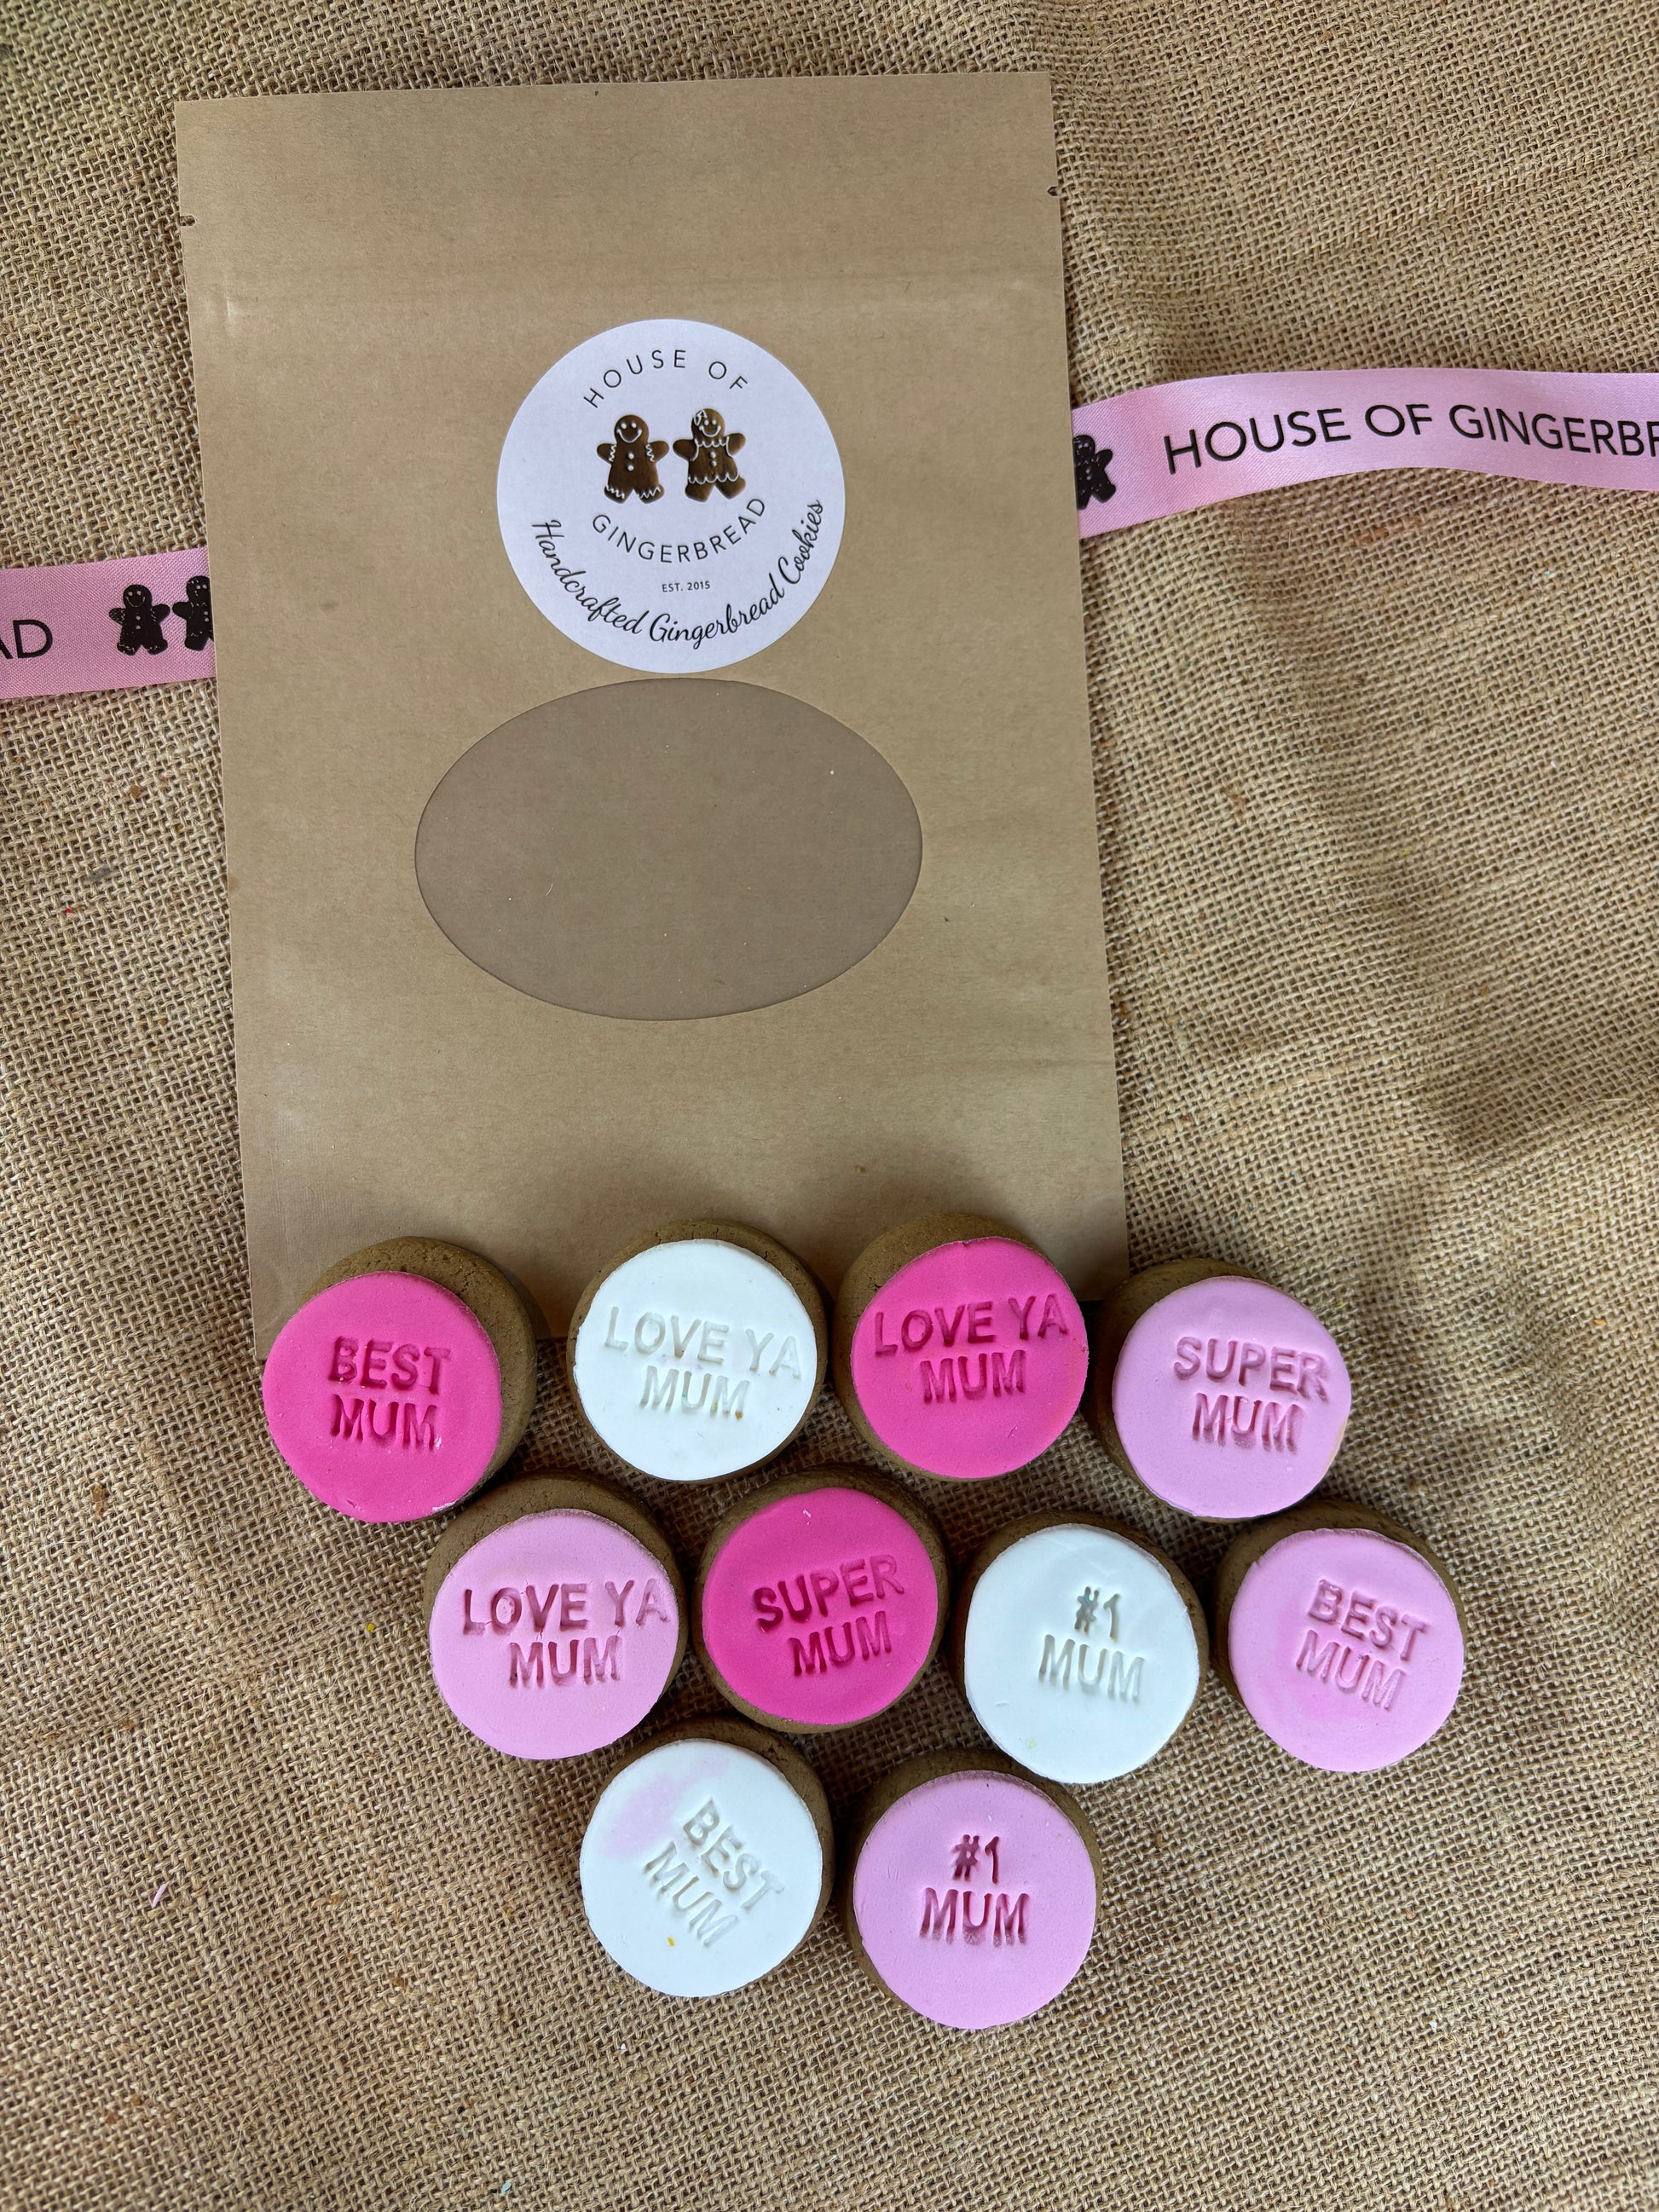 HOUSE OF
GINGERBREAD
EST. 2015
Handcrafted Gingerbread Cookies
HOUSE OF GINGERBR
AD
BEST
MUM
LOVE YA
MUM
LOVE YA
MUM
SUPER
MUM
LOVE YA
MUM
SUPER
MUM
#1
MUM
BEST
MUM
BEST
MUM
#1
MUM